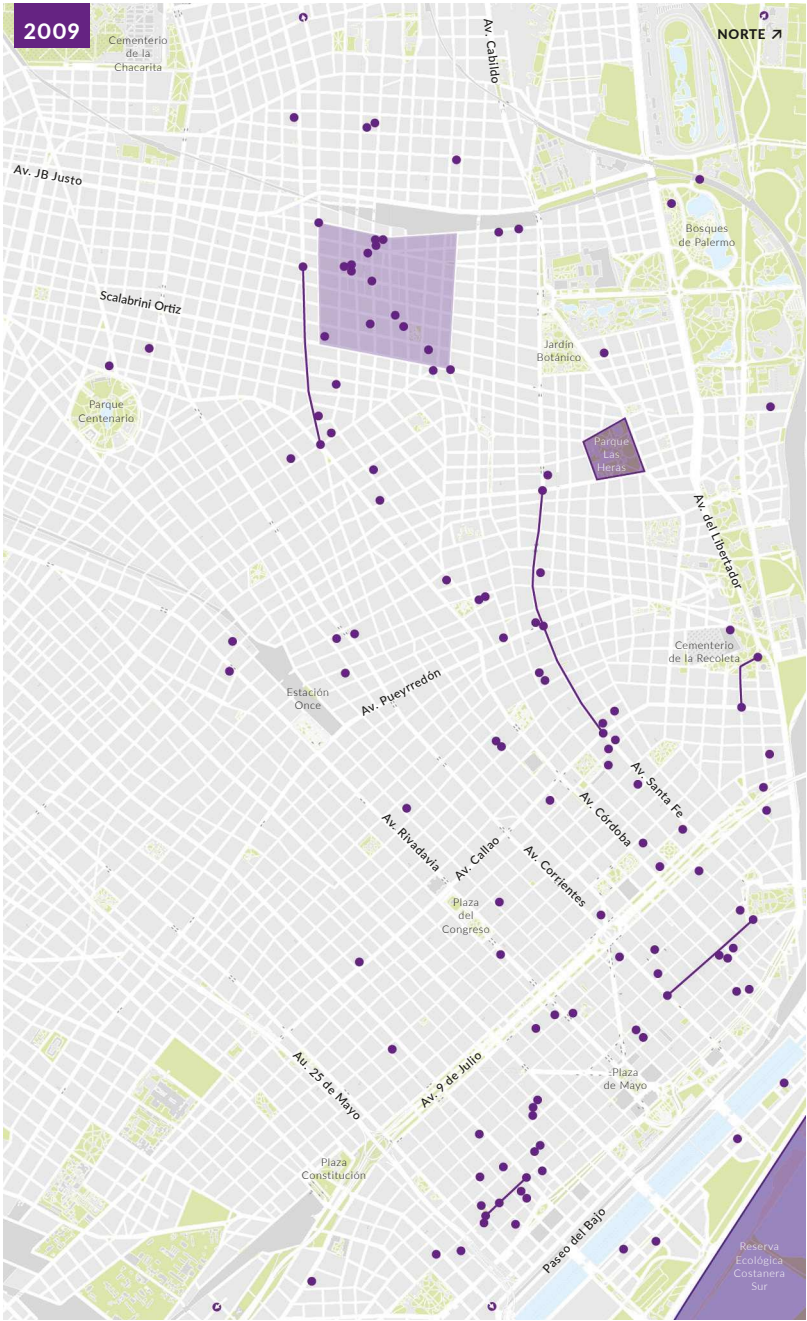 2009
Cementerio
de la
Chacarita
Av. Cabildo
NORTE ↗
Av. JB Justo
Bosques
de Palermo
Scalabrini Ortiz
Jardín
Botánico
Parque
Centenario
Parque
Las
Heras
Av. del Libertador
Cementerio
de la Recoleta
Estación
Once
Av. Pueyrredón
Av. Santa Fe
Av. Córdoba
Av. Rivadavia
Av. Callao
Av. Corrientes
Plaza
del
Congreso
Au. 25 de Mayo
Av. 9 de Julio
Plaza
de Mayo
Plaza
Constitución
Paseo del Bajo
Reserva
Ecológica
Costanera
Sur